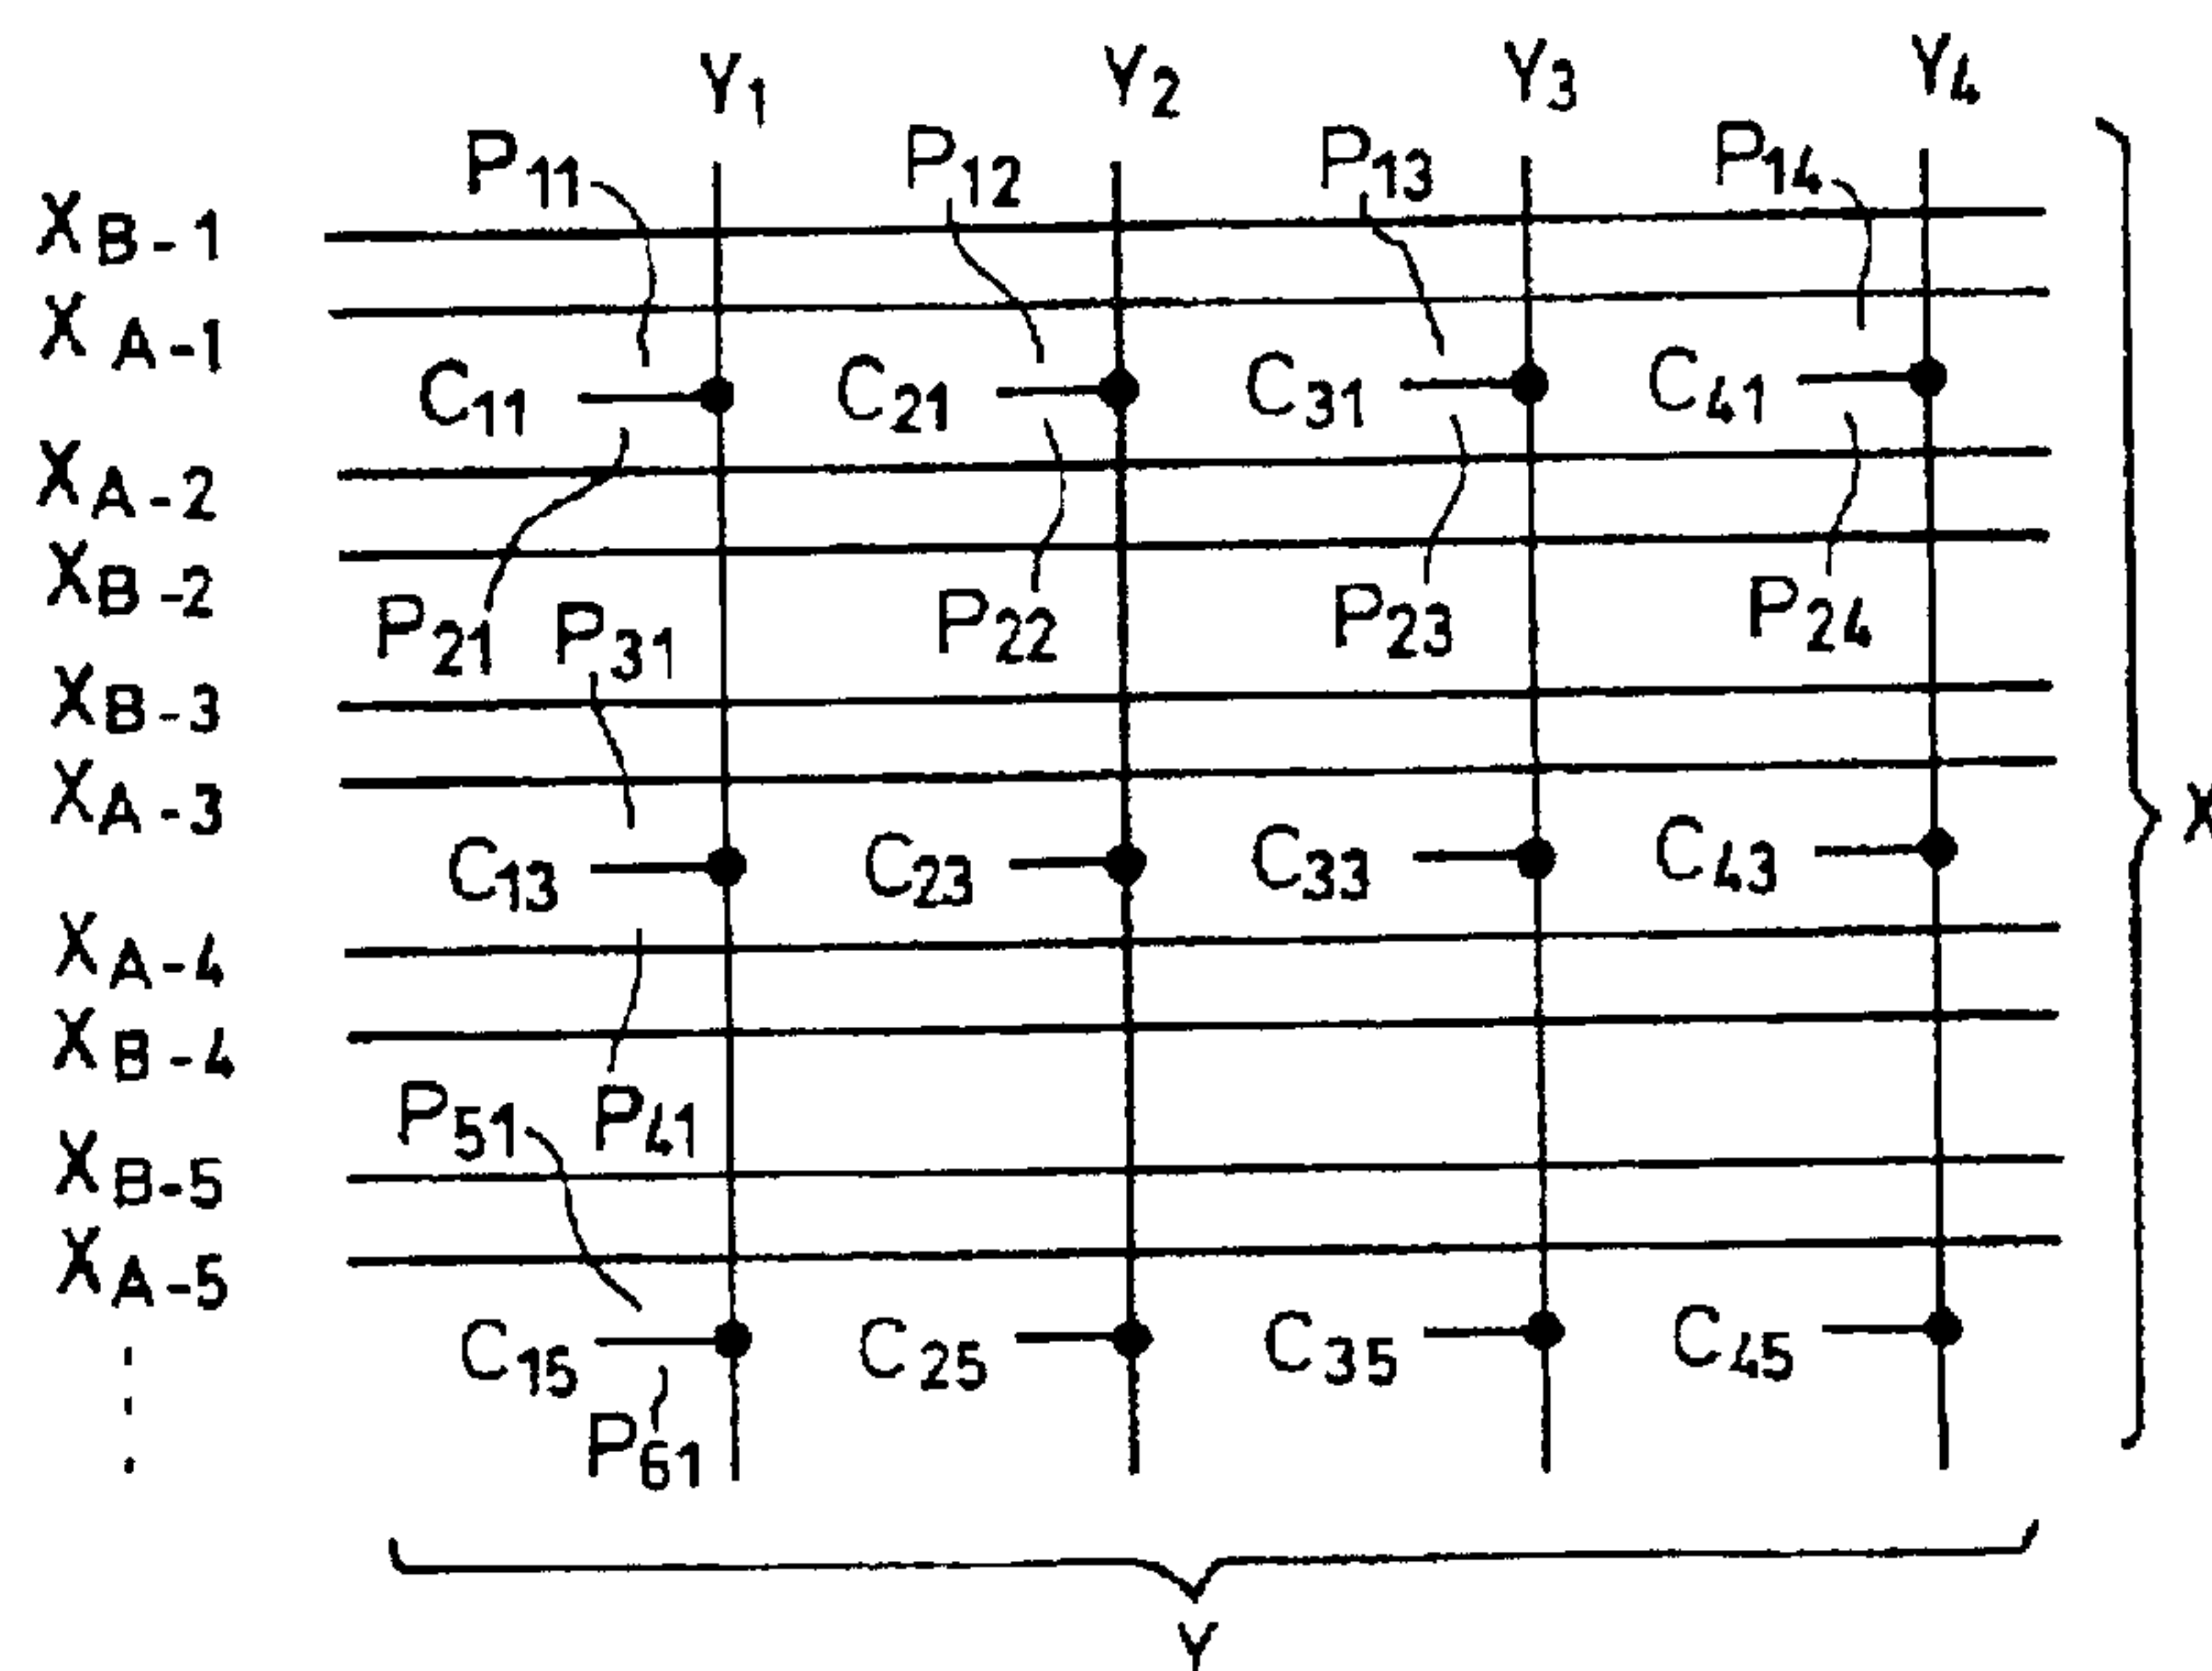 Y1 Y2 Y3 Y4
P11 P12 P13 P14
XB-1
XA-1
C11 C21 C31 C41
XA-2
XB-2
P21 P31 P22 P23 P24
XB-3
XA-3
X
C13 C23 C33 C43
XA-4
XB-4
P51 P41
XB-5
XA-5
C15 C25 C35 C45
P61
Y